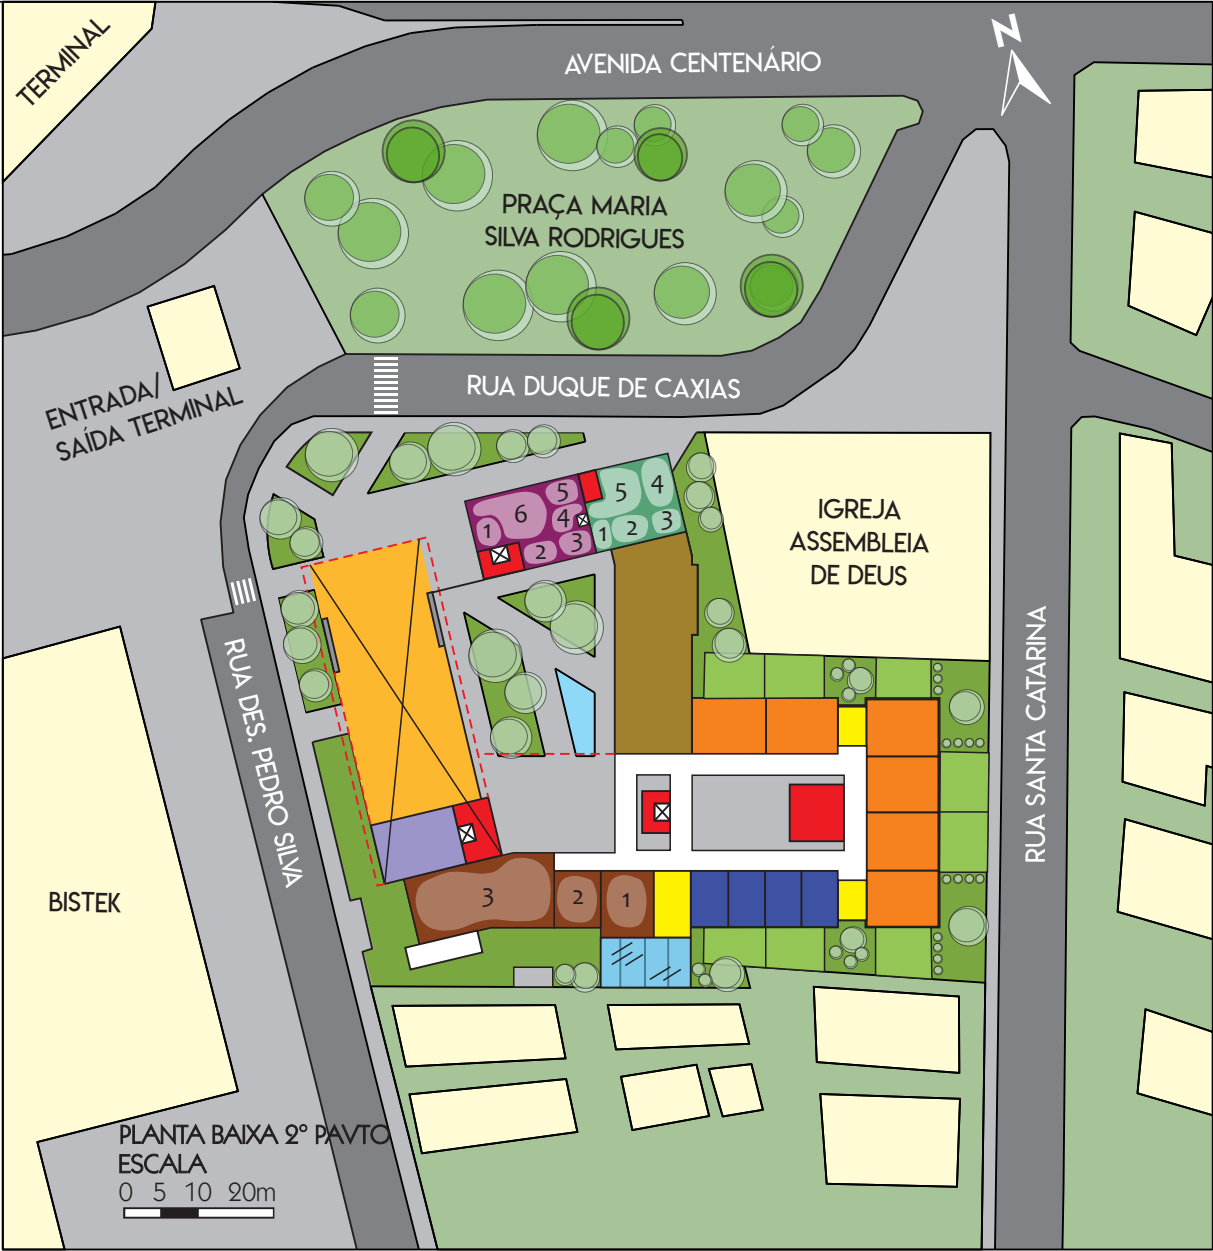 TERMINAL
AVENIDA CENTENÁRIO
N
PRAÇA MARIA
SILVA RODRIGUES
ENTRADA/
SAÍDA TERMINAL
RUA DUQUE DE CAXIAS
IGREJA
ASSEMBLEIA
DE DEUS
6
5
4
1
2
3
5
4
1
2
3
RUA DES. PEDRO SILVA
RUA SANTA CATARINA
BISTEK
3
2
1
PLANTA BAIXA 2° PAVTO
ESCALA
0 5 10 20m